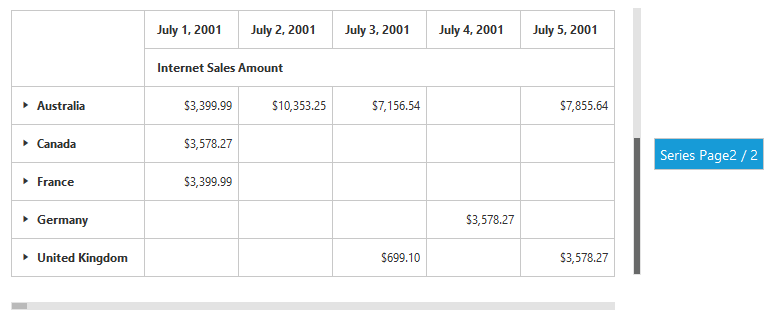 July 1, 2001 July 2, 2001 July 3, 2001 July 4, 2001 July 5, 2001
Internet Sales Amount
Australia $3,399.99 $10,353.25 $7,156.54 $7,855.64
Canada $3,578.27
Series Page2 / 2
France $3,399.99
Germany $3,578.27
United Kingdom $699.10 $3,578.27